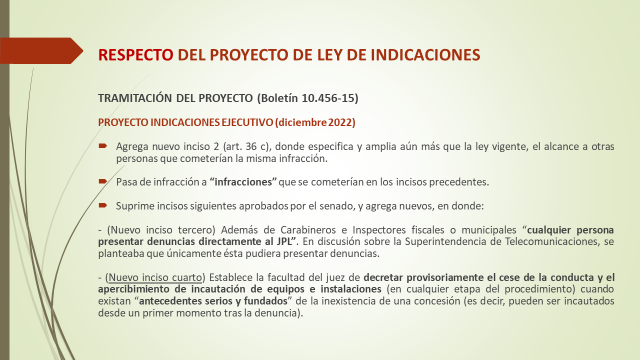 RESPECTO DEL PROYECTO DE LEY DE INDICACIONES
TRAMITACIÓN DEL PROYECTO (Boletín 10.456-15)
PROYECTO INDICACIONES EJECUTIVO (diciembre 2022)
Agrega nuevo inciso 2 (art. 36 c), donde especifica y amplia aún más que la ley vigente, el alcance a otras
personas que cometerían la misma infracción.
Pasa de infracción a “infracciones” que se cometerían en los incisos precedentes.
Suprime incisos siguientes aprobados por el senado, y agrega nuevos, en donde:
- (Nuevo inciso tercero) Además de Carabineros e Inspectores fiscales o municipales “cualquier persona
presentar denuncias directamente al JPL”. En discusión sobre la Superintendencia de Telecomunicaciones, se
planteaba que únicamente ésta pudiera presentar denuncias.
- (Nuevo inciso cuarto) Establece la facultad del juez de decretar provisoriamente el cese de la conducta y el
apercibimiento de incautación de equipos e instalaciones (en cualquier etapa del procedimiento) cuando
existan “antecedentes serios y fundados” de la inexistencia de una concesión (es decir, pueden ser incautados
desde un primer momento tras la denuncia).